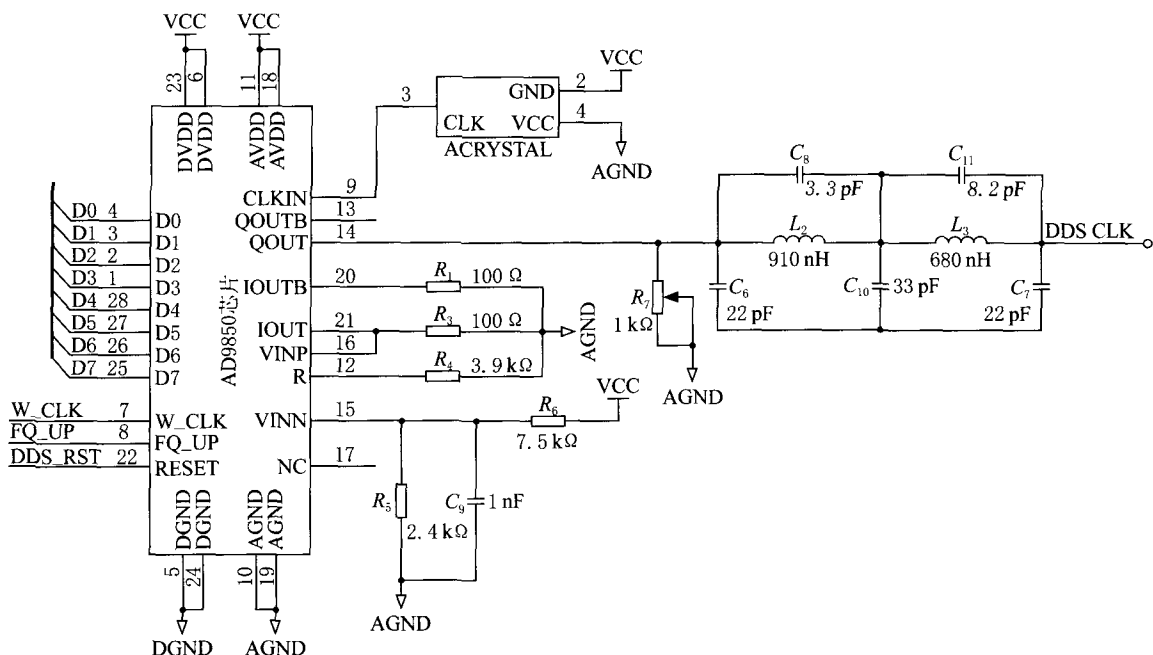 VCC
VCC
23
6
11
18
DVDD
DVDD
AVDD
AVDD
VCC
3
GND
2
CLK
VCC
4
ACRYSTAL
AGND
CLKIN
9
QOUTB
13
QOUT
14
IOUTB
20
R1
100 Ω
IOUT
21
R3
100 Ω
VINP
16
R
12
R4
3.9 kΩ
AGND
VINN
15
R6
7.5 kΩ
VCC
NC
17
R5
2.4 kΩ
C9
1 nF
AGND
D0 4
D0
D1 3
D1
D2 2
D2
D3 1
D3
D4 28
D4
D5 27
D5
D6 26
D6
D7 25
D7
AD9850芯片
W_CLK
7
W_CLK
FQ_UP
8
FQ_UP
DDS_RST
22
RESET
DGND
DGND
AGND
AGND
5
24
10
19
DGND
AGND
R7
1 kΩ
AGND
C8
3.3 pF
C11
8.2 pF
L2
910 nH
L3
680 nH
DDS CLK
C6
22 pF
C10
33 pF
C7
22 pF